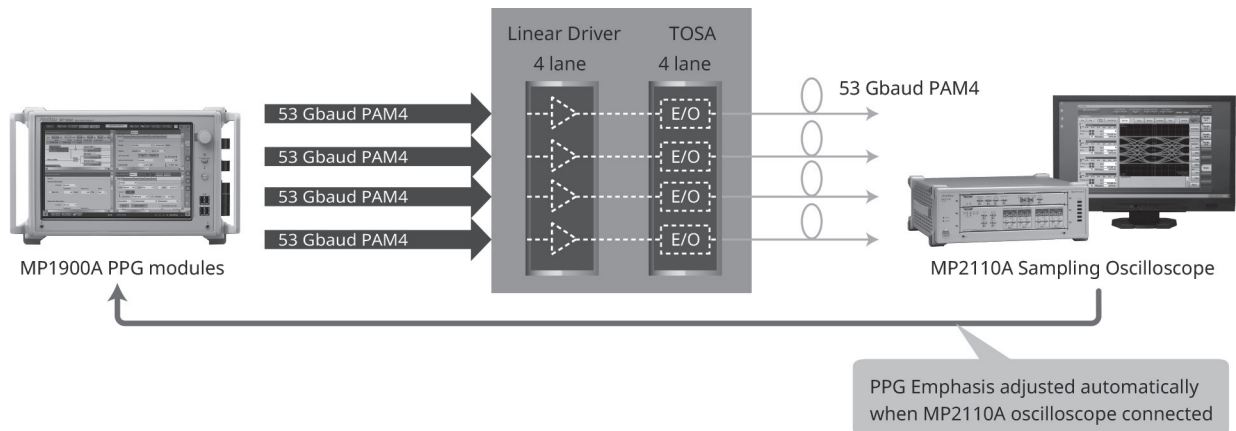 Linear Driver
4 lane
TOSA
4 lane
53 Gbaud PAM4
53 Gbaud PAM4
53 Gbaud PAM4
53 Gbaud PAM4
E/O
E/O
E/O
E/O
53 Gbaud PAM4
MP1900A PPG modules
MP2110A Sampling Oscilloscope
PPG Emphasis adjusted automatically
when MP2110A oscilloscope connected